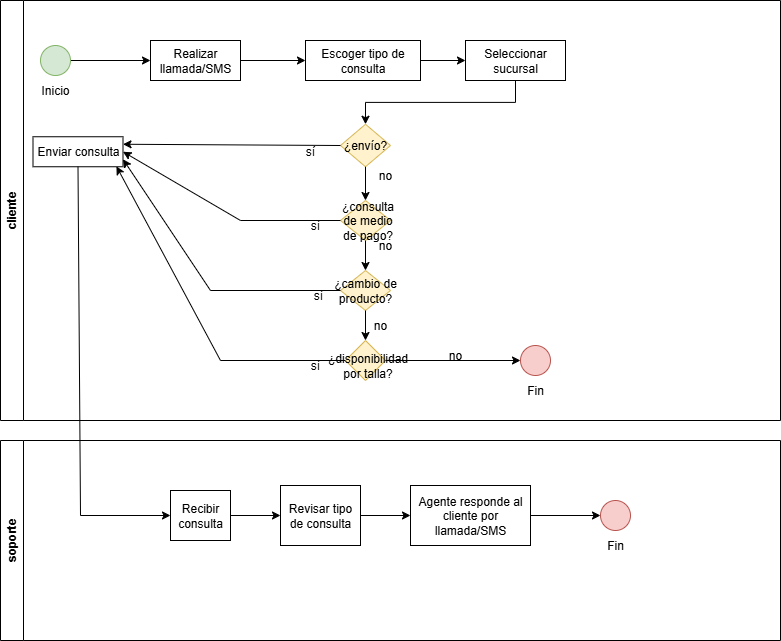 cliente
Inicio
Realizar
llamada/SMS
Escoger tipo de
consulta
Seleccionar
sucursal
Enviar consulta
¿envío?
sí
no
¿consulta
de medio
de pago?
sí
no
¿cambio de
producto?
sí
no
¿disponibilidad
por talla?
sí
no
Fin
soporte
Recibir
consulta
Revisar tipo
de consulta
Agente responde al
cliente por
llamada/SMS
Fin